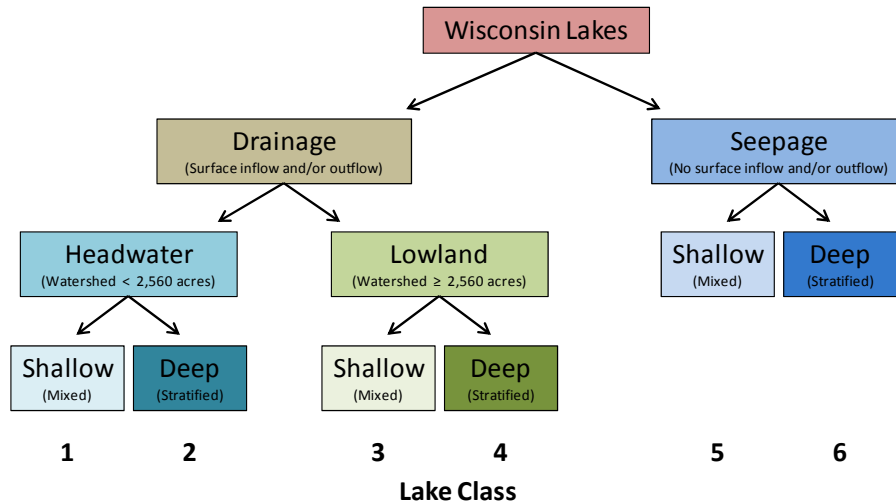 Wisconsin Lakes
Drainage
(Surface inflow and/or outflow)
Seepage
(No surface inflow and/or outflow)
Headwater
(Watershed < 2,560 acres)
Lowland
(Watershed ≥ 2,560 acres)
Shallow
(Mixed)
Deep
(Stratified)
Shallow
(Mixed)
Deep
(Stratified)
Shallow
(Mixed)
Deep
(Stratified)
1 2 3 4 5 6
Lake Class